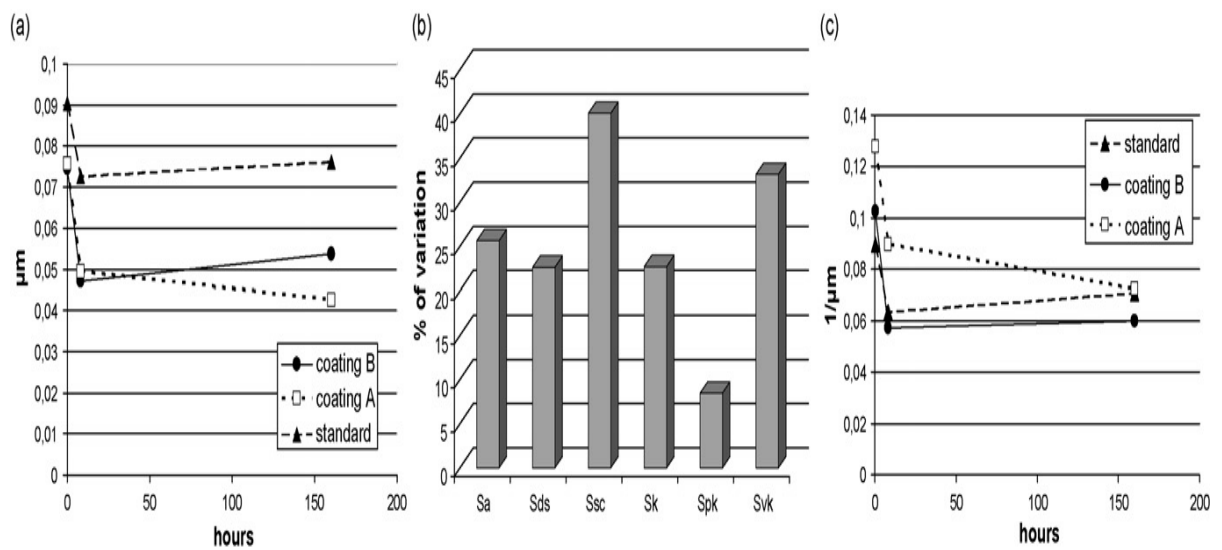 (a)
0,1
0,09
0,08
0,07
0,06
0,05
0,04
0,03
0,02
0,01
0
µm
0 50 100 150 200
hours
coating B
coating A
standard
(b)
45
40
35
30
25
20
15
10
5
0
% of variation
Sa Sds Ssc Sk Spk Svk
(c)
0,14
0,12
0,1
0,08
0,06
0,04
0,02
0
1/µm
0 50 100 150 200
hours
standard
coating B
coating A